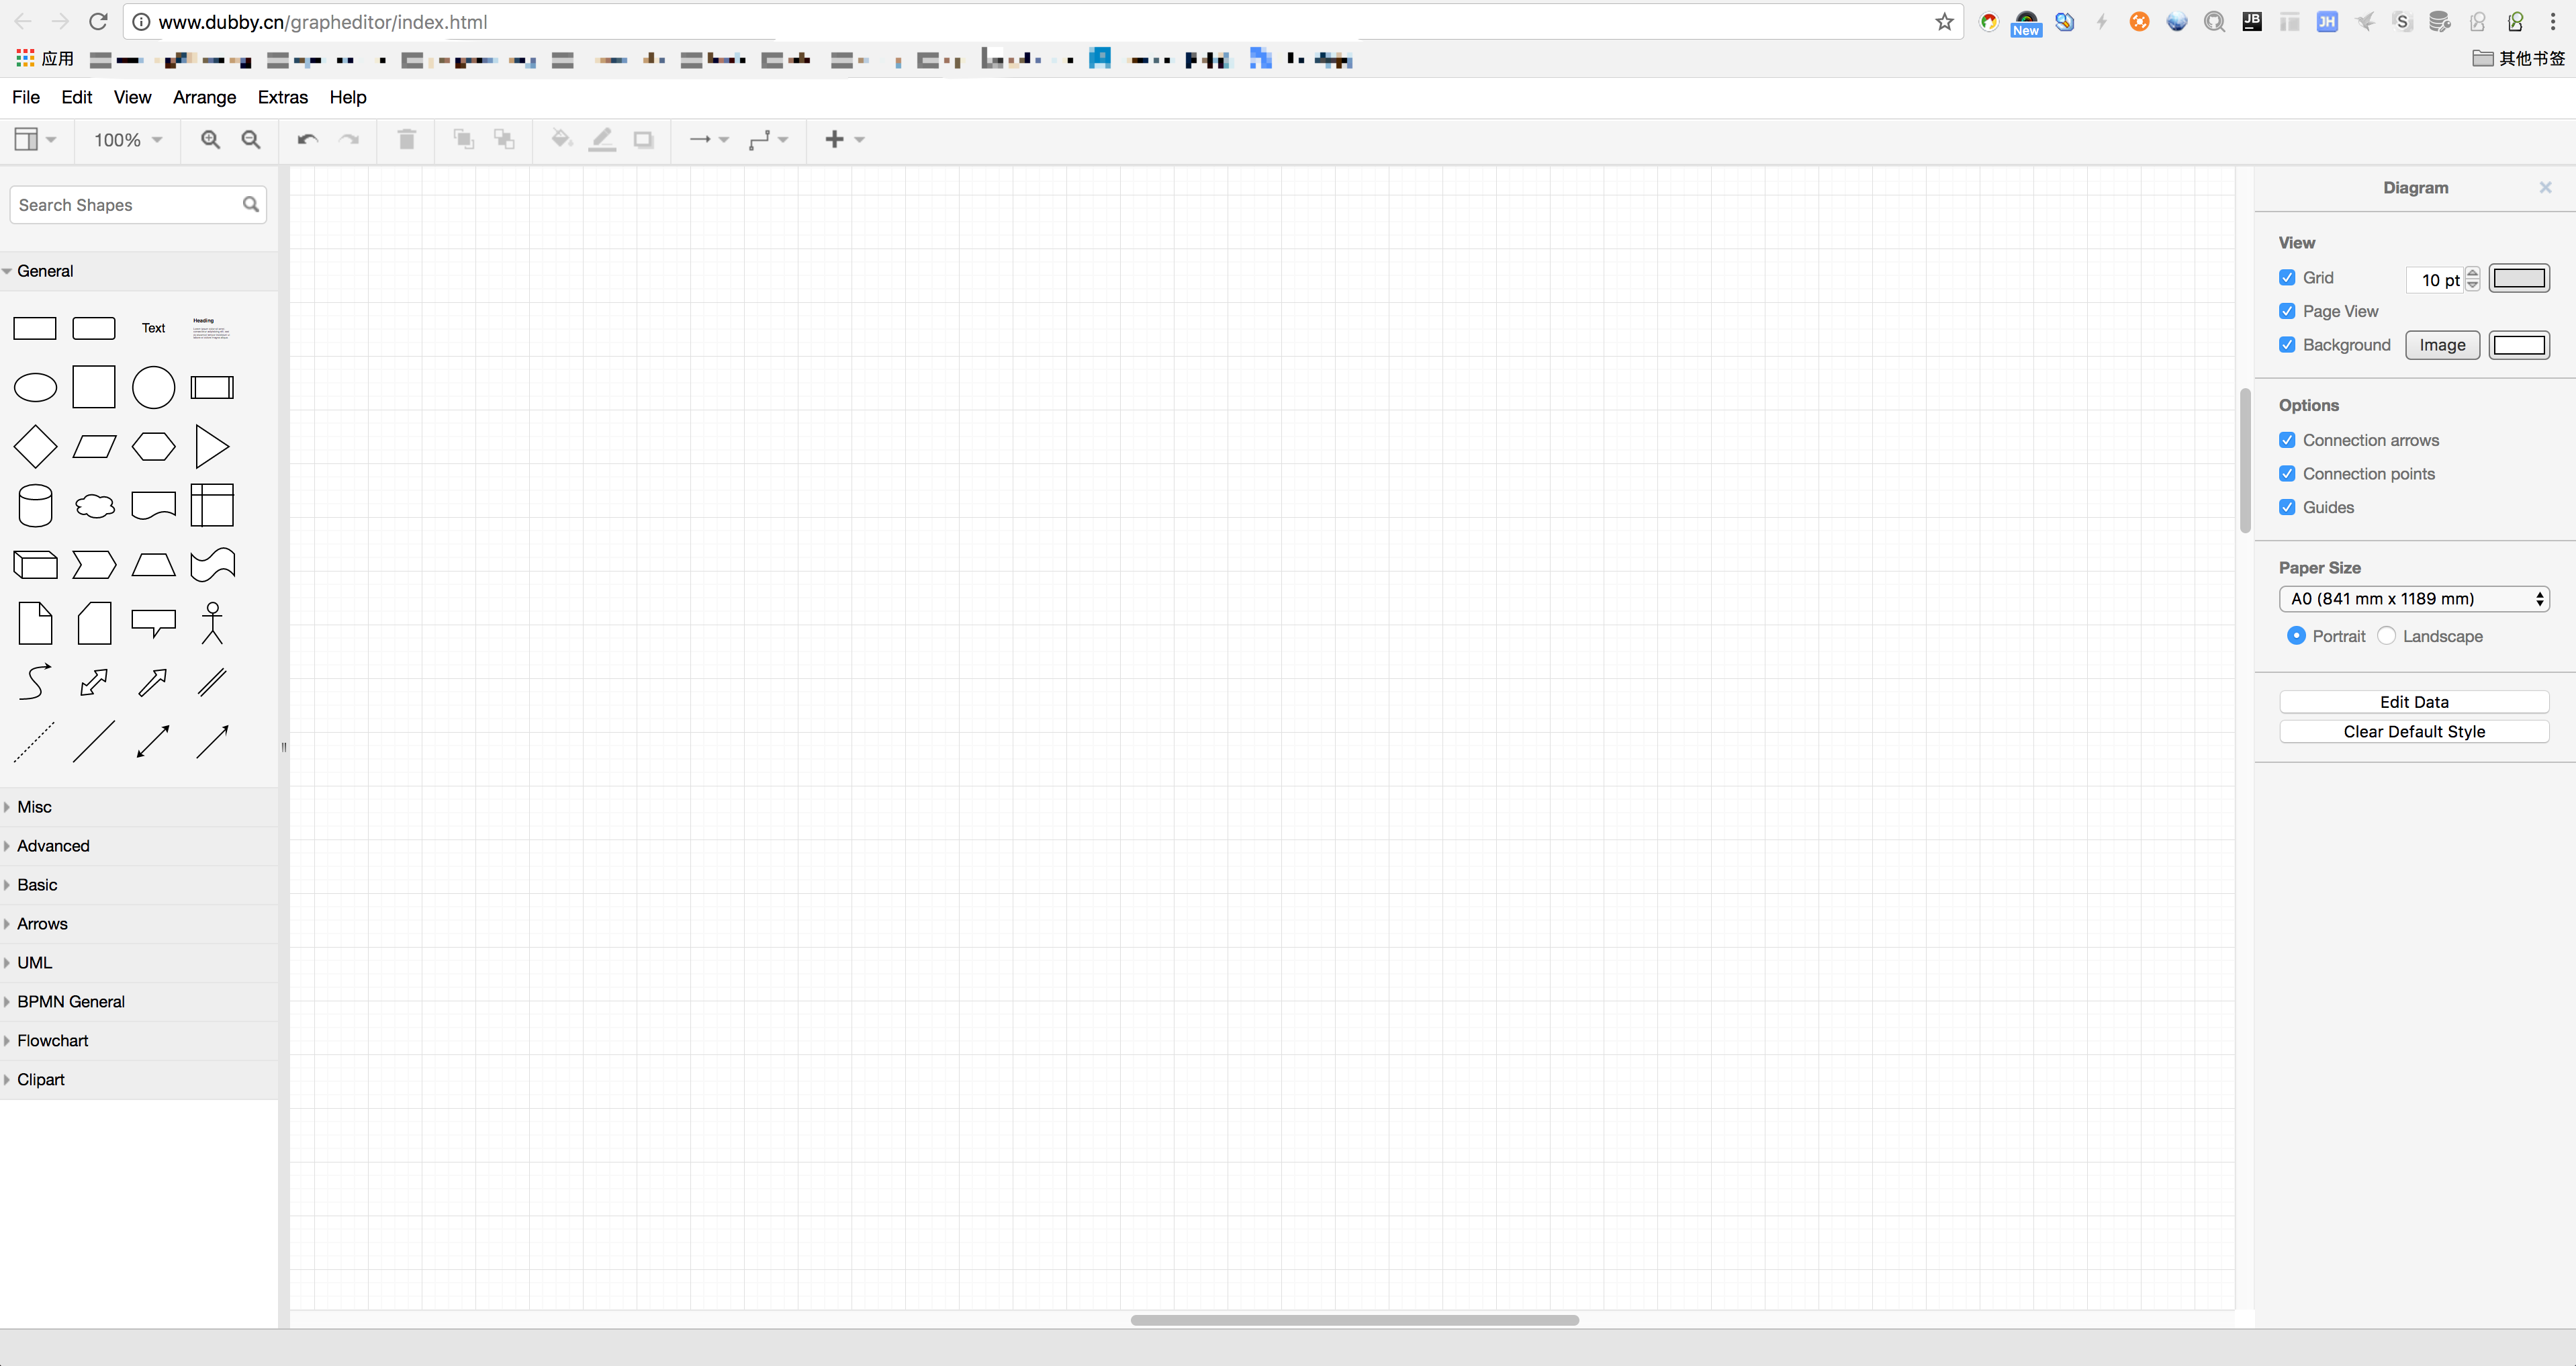 www.dubby.cn/grapheditor/index.html
New
JB
JH
S
应用
其他书签
File Edit View Arrange Extras Help
100%
Search Shapes
General
Text
Heading
Misc
Advanced
Basic
Arrows
UML
BPMN General
Flowchart
Clipart
Diagram
View
Grid 10 pt
Page View
Background Image
Options
Connection arrows
Connection points
Guides
Paper Size
A0 (841 mm x 1189 mm)
Portrait Landscape
Edit Data
Clear Default Style